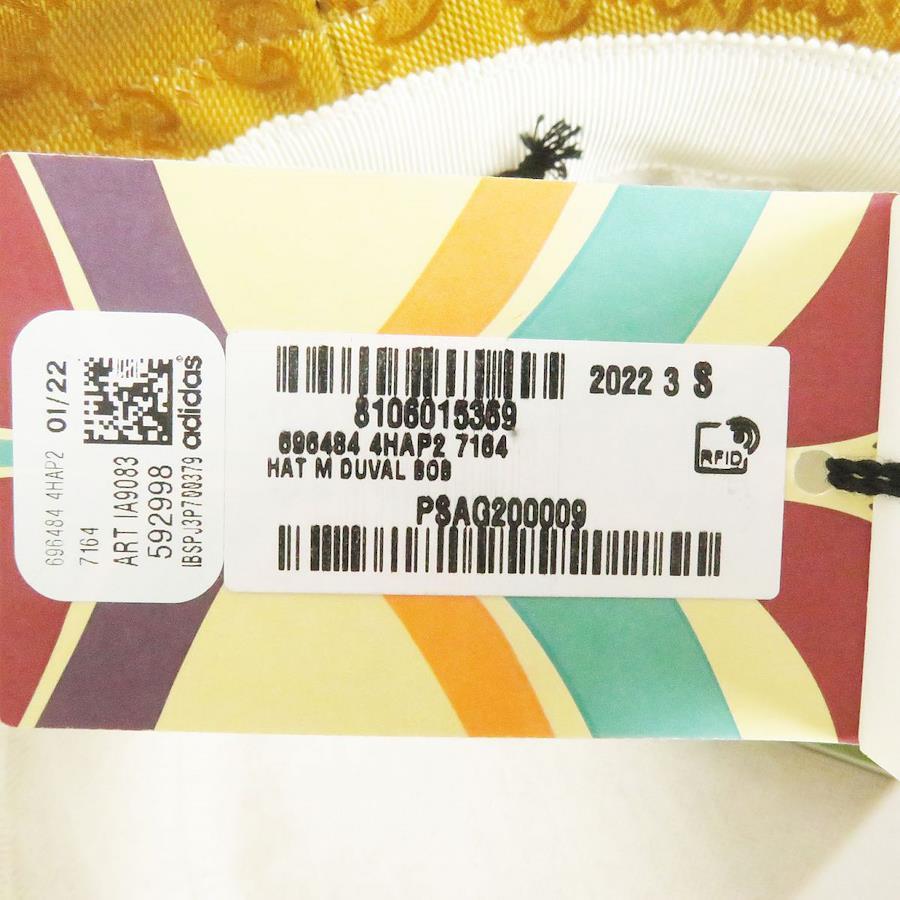 696484 4HAP2 01/22
7164
ART IA9083
592998
IBSPJ3P700379 adidas®
2022 3 S
8106015369
696484 4HAP2 7164
HAT M DUVAL BOB
RFID
PSAG200009